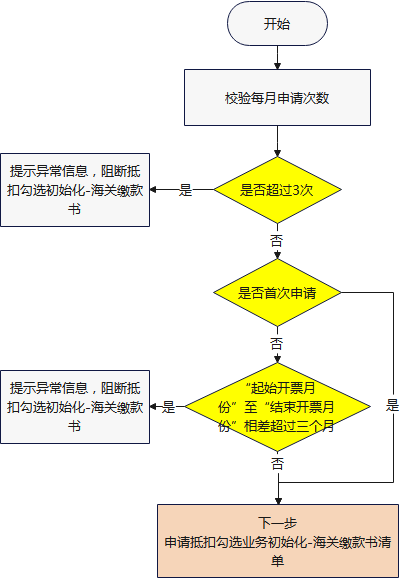 开始
校验每月申请次数
提示异常信息，阻断抵
扣勾选初始化-海关缴款
书
是
是否超过3次
否
是否首次申请
否
是
提示异常信息，阻断抵
扣勾选初始化-海关缴款
书
是
“起始开票月
份”至“结束开票月
份”相差超过三个月
否
下一步
申请抵扣勾选业务初始化-海关缴款书清
单